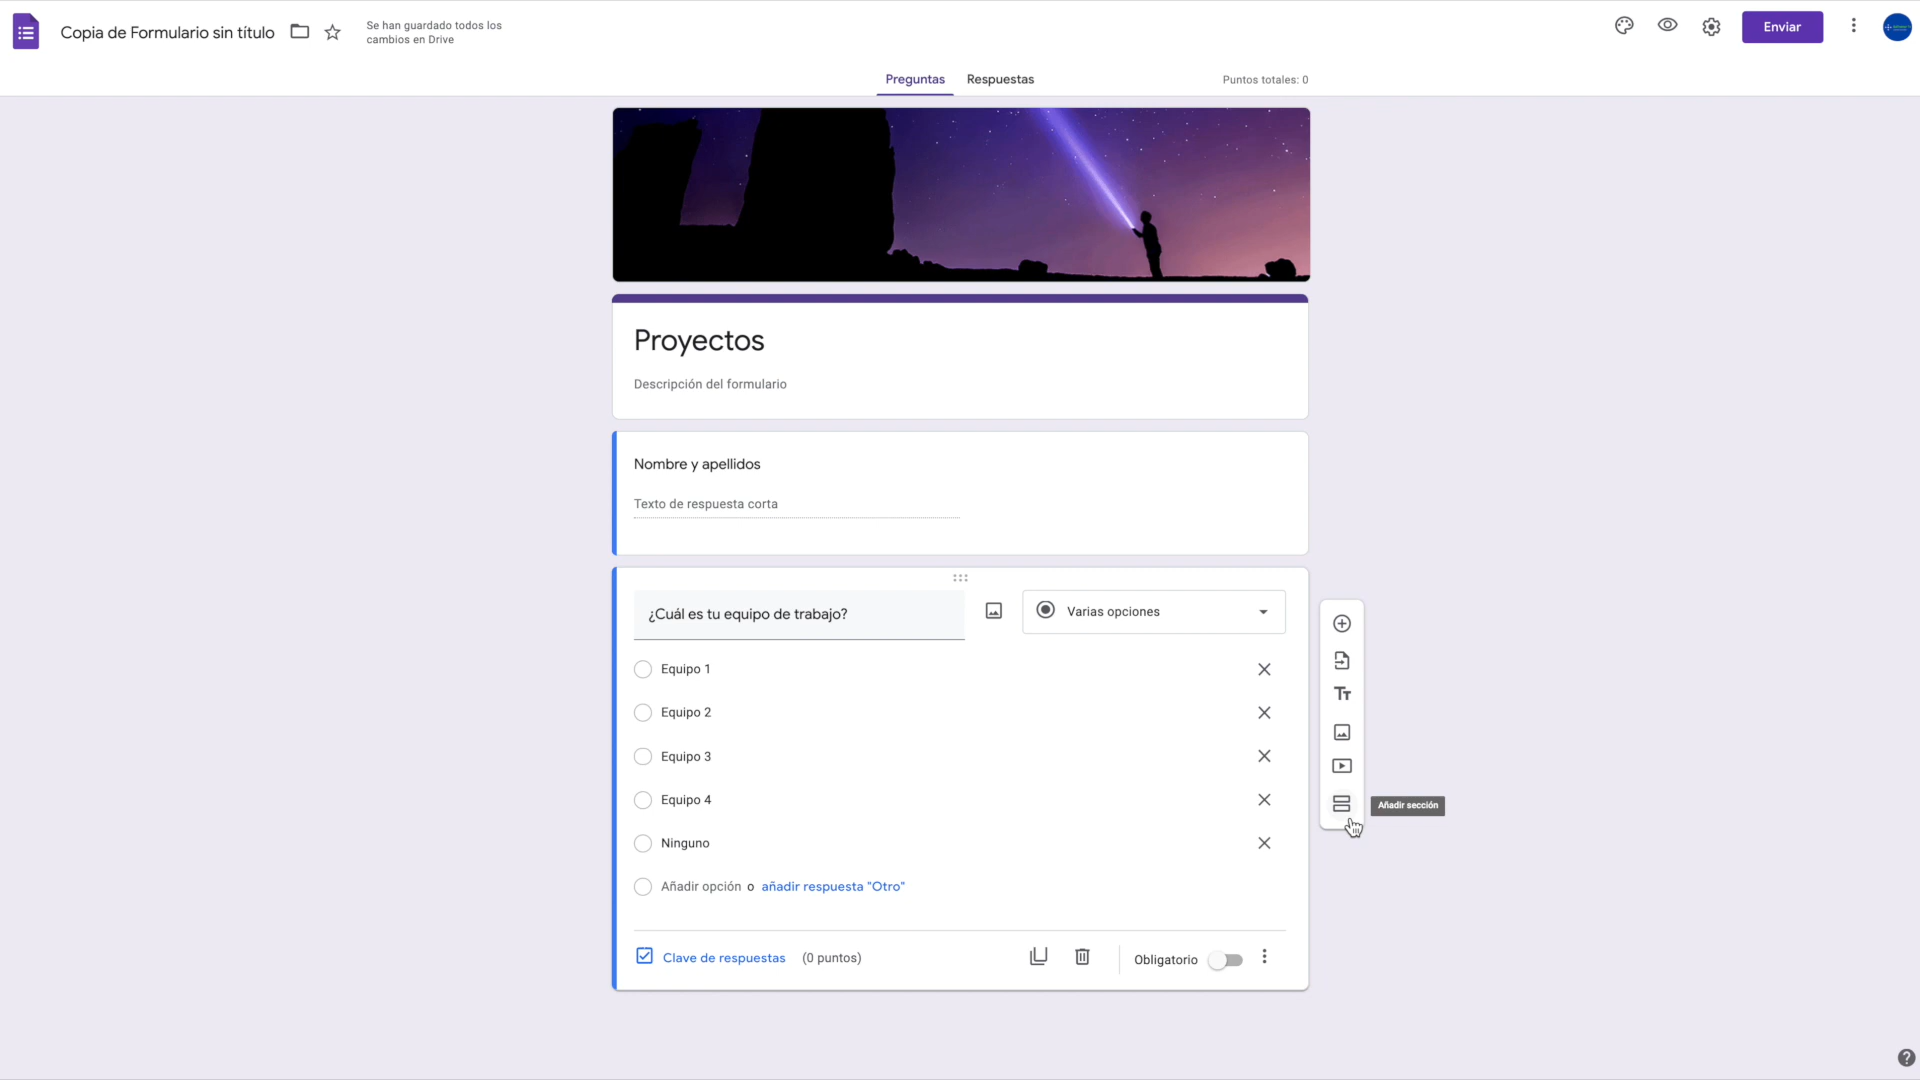 Copia de Formulario sin título
Se han guardado todos los
cambios en Drive
Enviar
Preguntas
Respuestas
Puntos totales: 0
Proyectos
Descripción del formulario
Nombre y apellidos
Texto de respuesta corta
¿Cuál es tu equipo de trabajo?
Varias opciones
Equipo 1
Equipo 2
Equipo 3
Equipo 4
Añadir sección
Ninguno
Añadir opción o añadir respuesta "Otro"
Clave de respuestas (0 puntos)
Obligatorio